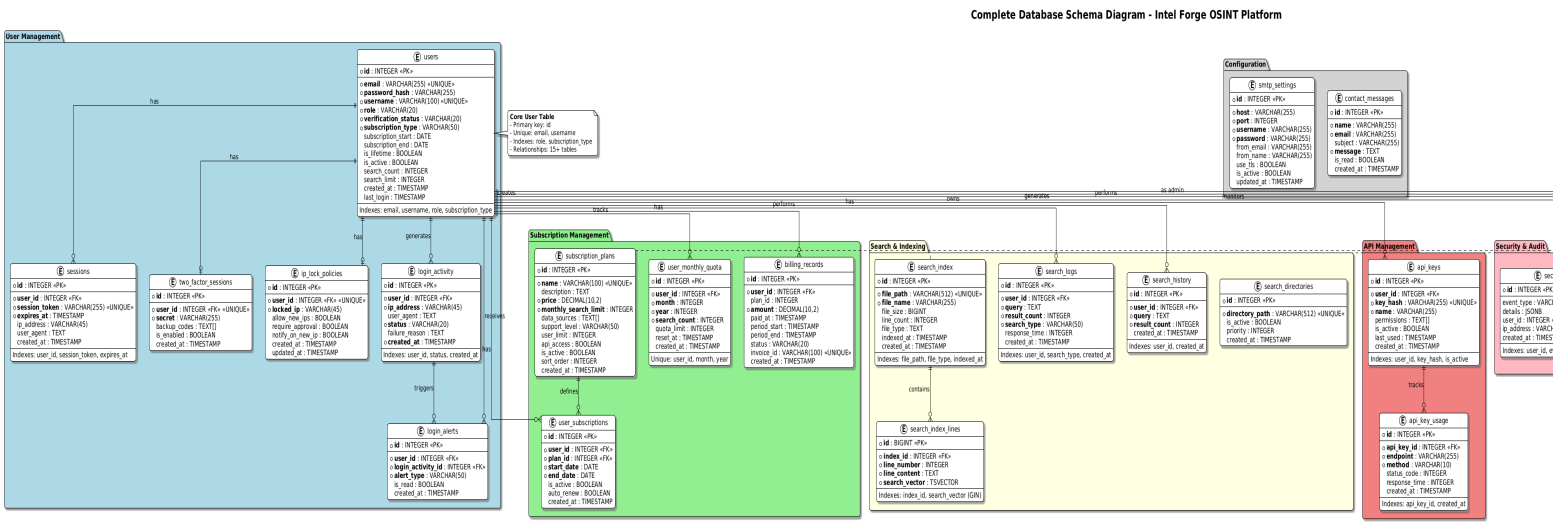 Complete Database Schema Diagram - Intel Forge OSINT Platform
User Management
E users
id : INTEGER «PK»
email : VARCHAR(255) «UNIQUE»
password_hash : VARCHAR(255)
username : VARCHAR(100) «UNIQUE»
role : VARCHAR(20)
verification_status : VARCHAR(20)
subscription_type : VARCHAR(50)
subscription_start : DATE
subscription_end : DATE
is_lifetime : BOOLEAN
is_active : BOOLEAN
search_count : INTEGER
search_limit : INTEGER
created_at : TIMESTAMP
last_login : TIMESTAMP
Indexes: email, username, role, subscription_type
Core User Table
- Primary key: id
- Unique: email, username
- Indexes: role, subscription_type
- Relationships: 15+ tables
has
has
has
generates
receives
has
creates
tracks
has
performs
has
owns
generates
performs
as admin
monitors
E sessions
id : INTEGER «PK»
user_id : INTEGER «FK»
session_token : VARCHAR(255) «UNIQUE»
expires_at : TIMESTAMP
ip_address : VARCHAR(45)
user_agent : TEXT
created_at : TIMESTAMP
Indexes: user_id, session_token, expires_at
E two_factor_sessions
id : INTEGER «PK»
user_id : INTEGER «FK» «UNIQUE»
secret : VARCHAR(255)
backup_codes : TEXT[]
is_enabled : BOOLEAN
created_at : TIMESTAMP
E ip_lock_policies
id : INTEGER «PK»
user_id : INTEGER «FK» «UNIQUE»
locked_ip : VARCHAR(45)
allow_new_ips : BOOLEAN
require_approval : BOOLEAN
notify_on_new_ip : BOOLEAN
created_at : TIMESTAMP
updated_at : TIMESTAMP
E login_activity
id : INTEGER «PK»
user_id : INTEGER «FK»
ip_address : VARCHAR(45)
user_agent : TEXT
status : VARCHAR(20)
failure_reason : TEXT
created_at : TIMESTAMP
Indexes: user_id, status, created_at
triggers
E login_alerts
id : INTEGER «PK»
user_id : INTEGER «FK»
login_activity_id : INTEGER «FK»
alert_type : VARCHAR(50)
is_read : BOOLEAN
created_at : TIMESTAMP
Subscription Management
E subscription_plans
id : INTEGER «PK»
name : VARCHAR(100) «UNIQUE»
description : TEXT
price : DECIMAL(10,2)
monthly_search_limit : INTEGER
data_sources : TEXT[]
user_limit : INTEGER
support_level : VARCHAR(50)
api_access : BOOLEAN
is_active : BOOLEAN
sort_order : INTEGER
created_at : TIMESTAMP
defines
E user_subscriptions
id : INTEGER «PK»
user_id : INTEGER «FK»
plan_id : INTEGER «FK»
start_date : DATE
end_date : DATE
is_active : BOOLEAN
auto_renew : BOOLEAN
created_at : TIMESTAMP
E user_monthly_quota
id : INTEGER «PK»
user_id : INTEGER «FK»
month : INTEGER
year : INTEGER
search_count : INTEGER
quota_limit : INTEGER
reset_at : TIMESTAMP
created_at : TIMESTAMP
Unique: user_id, month, year
E billing_records
id : INTEGER «PK»
user_id : INTEGER «FK»
plan_id : INTEGER
amount : DECIMAL(10,2)
paid_at : TIMESTAMP
period_start : TIMESTAMP
period_end : TIMESTAMP
status : VARCHAR(20)
invoice_id : VARCHAR(100) «UNIQUE»
created_at : TIMESTAMP
Search & Indexing
E search_index
id : INTEGER «PK»
file_path : VARCHAR(512) «UNIQUE»
file_name : VARCHAR(255)
file_size : BIGINT
line_count : INTEGER
file_type : TEXT
indexed_at : TIMESTAMP
created_at : TIMESTAMP
Indexes: file_path, file_type, indexed_at
contains
E search_index_lines
id : BIGINT «PK»
index_id : INTEGER «FK»
line_number : INTEGER
line_content : TEXT
search_vector : TSVECTOR
Indexes: index_id, search_vector (GIN)
E search_logs
id : INTEGER «PK»
user_id : INTEGER «FK»
query : TEXT
result_count : INTEGER
search_type : VARCHAR(50)
response_time : INTEGER
created_at : TIMESTAMP
Indexes: user_id, search_type, created_at
E search_history
id : INTEGER «PK»
user_id : INTEGER «FK»
query : TEXT
result_count : INTEGER
created_at : TIMESTAMP
Indexes: user_id, created_at
E search_directories
id : INTEGER «PK»
directory_path : VARCHAR(512) «UNIQUE»
is_active : BOOLEAN
priority : INTEGER
created_at : TIMESTAMP
Configuration
E smtp_settings
id : INTEGER «PK»
host : VARCHAR(255)
port : INTEGER
username : VARCHAR(255)
password : VARCHAR(255)
from_email : VARCHAR(255)
from_name : VARCHAR(255)
use_tls : BOOLEAN
is_active : BOOLEAN
updated_at : TIMESTAMP
E contact_messages
id : INTEGER «PK»
name : VARCHAR(255)
email : VARCHAR(255)
subject : VARCHAR(255)
message : TEXT
is_read : BOOLEAN
created_at : TIMESTAMP
API Management
E api_keys
id : INTEGER «PK»
user_id : INTEGER «FK»
key_hash : VARCHAR(255) «UNIQUE»
name : VARCHAR(255)
permissions : TEXT[]
is_active : BOOLEAN
last_used : TIMESTAMP
created_at : TIMESTAMP
Indexes: user_id, key_hash, is_active
tracks
E api_key_usage
id : INTEGER «PK»
api_key_id : INTEGER «FK»
endpoint : VARCHAR(255)
method : VARCHAR(10)
status_code : INTEGER
response_time : INTEGER
created_at : TIMESTAMP
Indexes: api_key_id, created_at
Security & Audit
E sec
id : INTEGER «PK»
event_type : VARC
details : JSONB
user_id : INTEGER
ip_address : VARC
created_at : TIMES
Indexes: user_id, ev